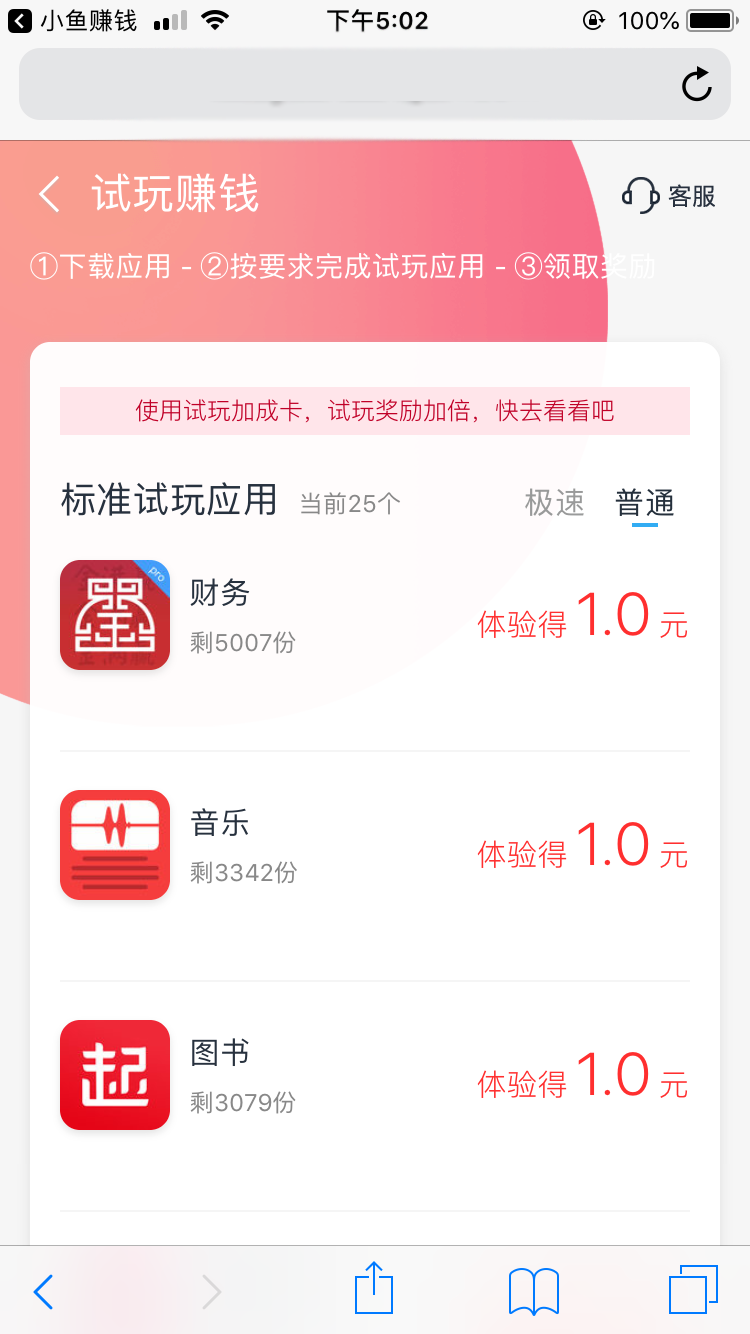 小鱼赚钱 下午5:02 100%
试玩赚钱 客服
①下载应用 - ②按要求完成试玩应用 - ③领取奖励
使用试玩加成卡，试玩奖励加倍，快去看看吧
标准试玩应用 当前25个 极速 普通
pro
财务
剩5007份
体验得 1.0 元
音乐
剩3342份
体验得 1.0 元
起
图书
剩3079份
体验得 1.0 元